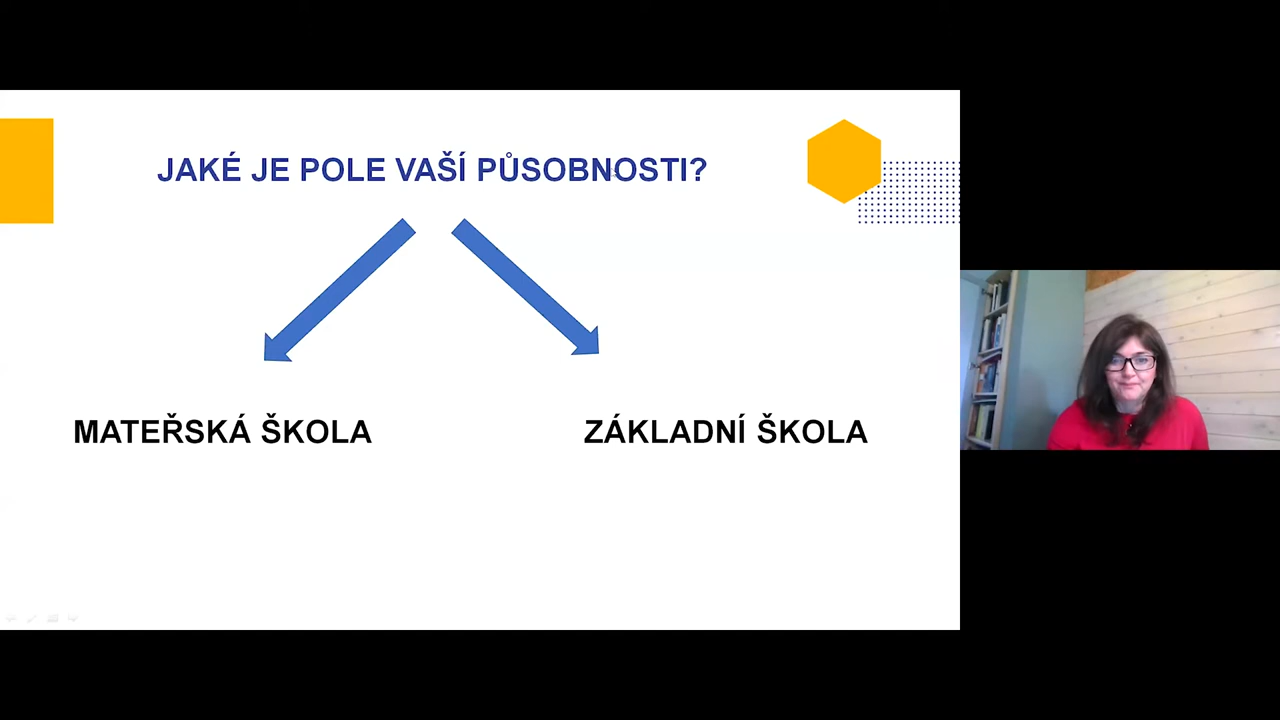 JAKÉ JE POLE VAŠÍ PŮSOBNOSTI?
MATEŘSKÁ ŠKOLA
ZÁKLADNÍ ŠKOLA